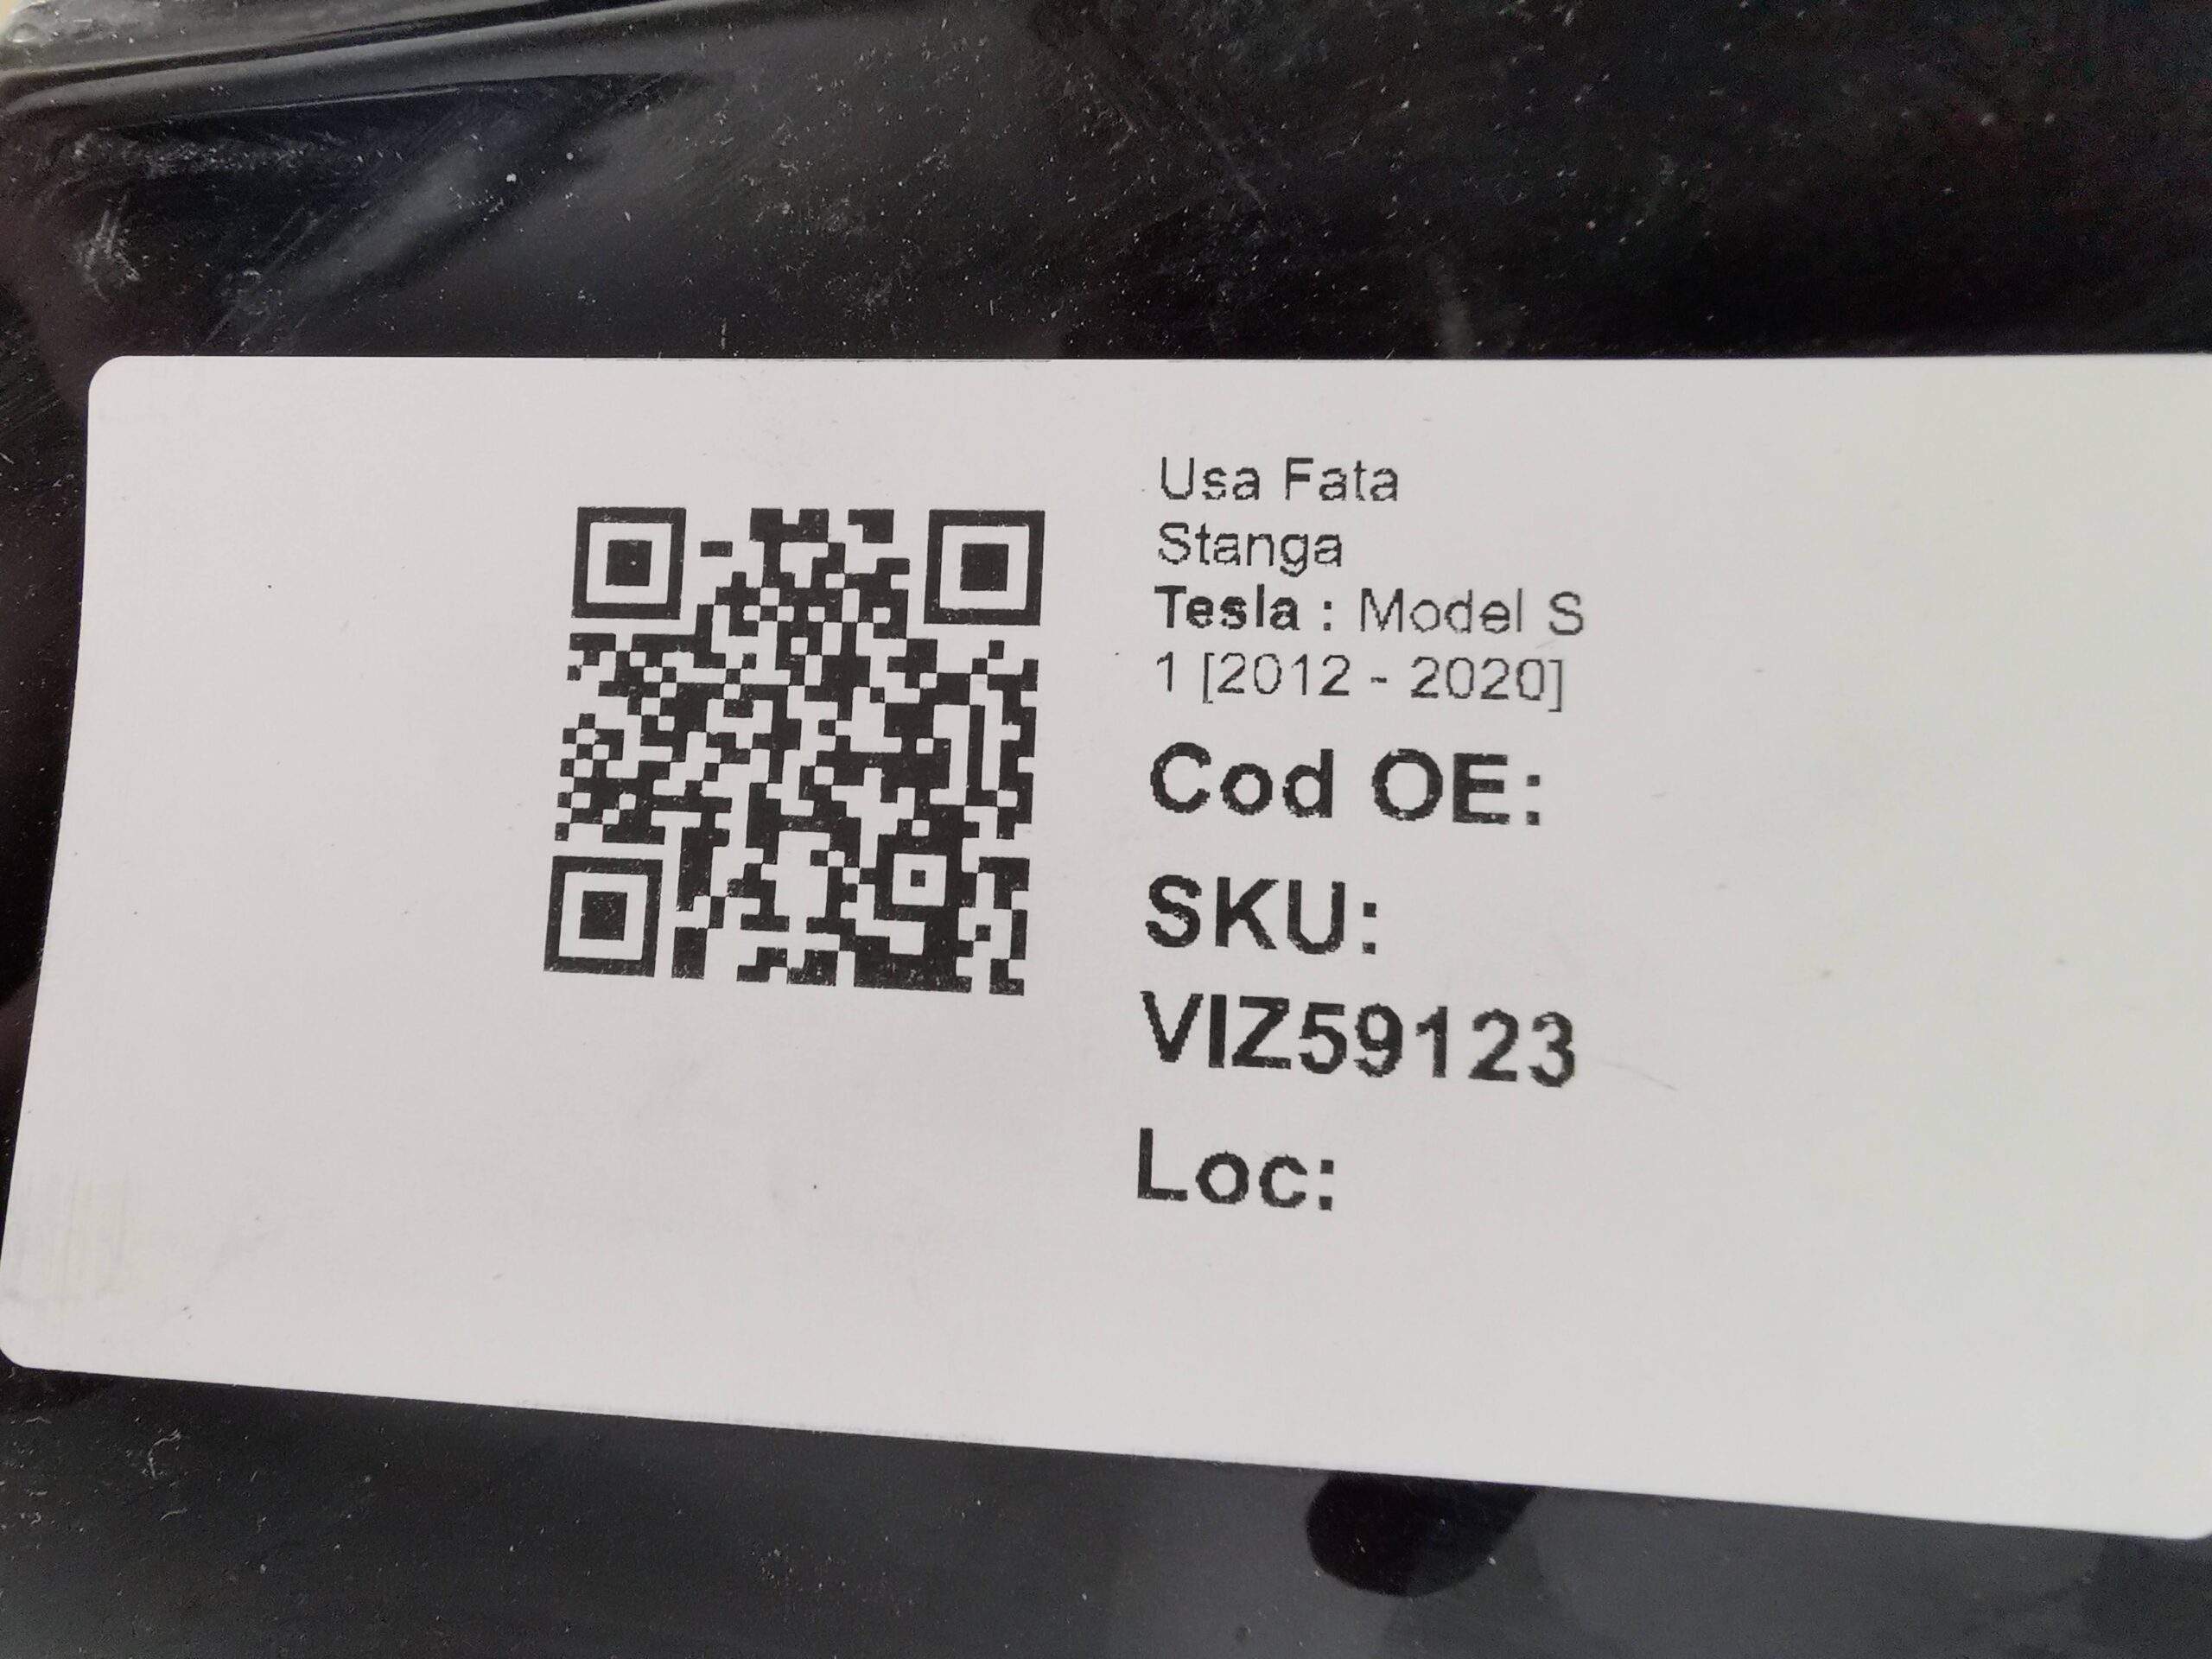 Usa Fata
Stanga
Tesla : Model S
1 [2012 - 2020]
Cod OE:
SKU:
VIZ59123
Loc: